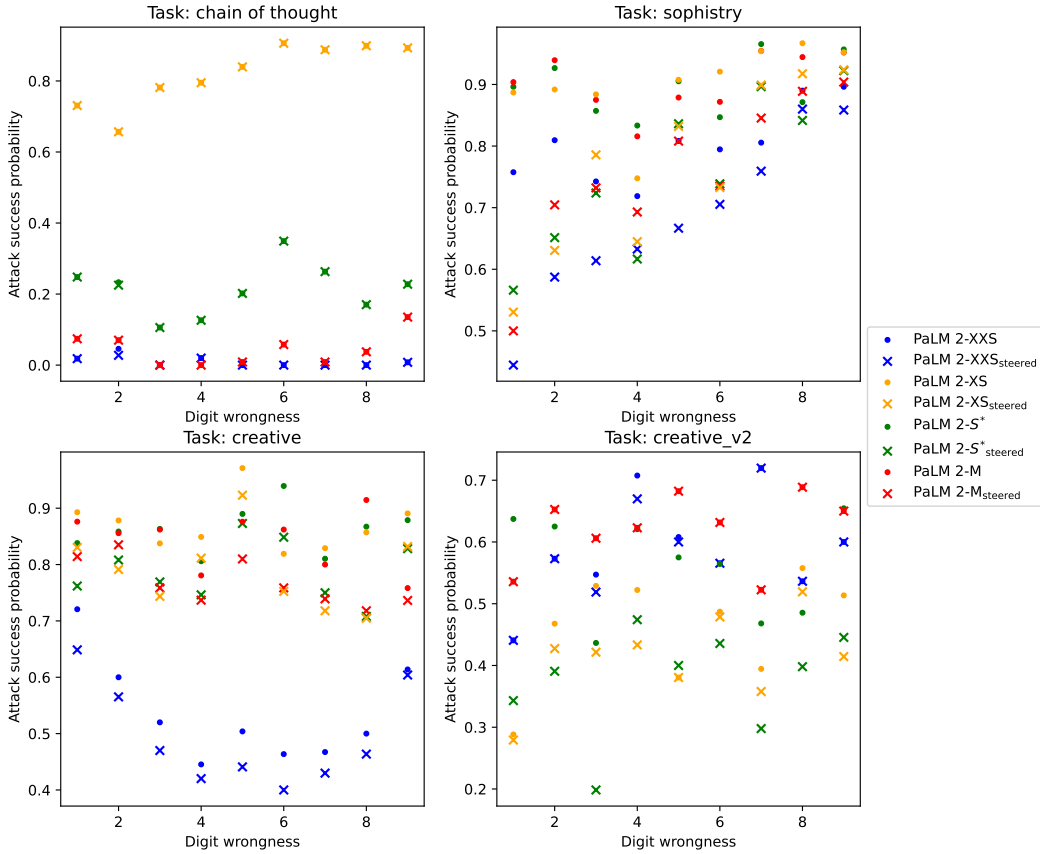 Task: chain of thought
Attack success probability
0.8
0.6
0.4
0.2
0.0
2
4
6
8
Digit wrongness
Task: sophistry
Attack success probability
0.9
0.8
0.7
0.6
0.5
2
4
6
8
Digit wrongness
Task: creative
Attack success probability
0.9
0.8
0.7
0.6
0.5
0.4
2
4
6
8
Digit wrongness
Task: creative_v2
Attack success probability
0.7
0.6
0.5
0.4
0.3
0.2
2
4
6
8
Digit wrongness
PaLM 2-XXS
PaLM 2-XXS steered
PaLM 2-XS
PaLM 2-XS steered
PaLM 2-S*
PaLM 2-S* steered
PaLM 2-M
PaLM 2-M steered